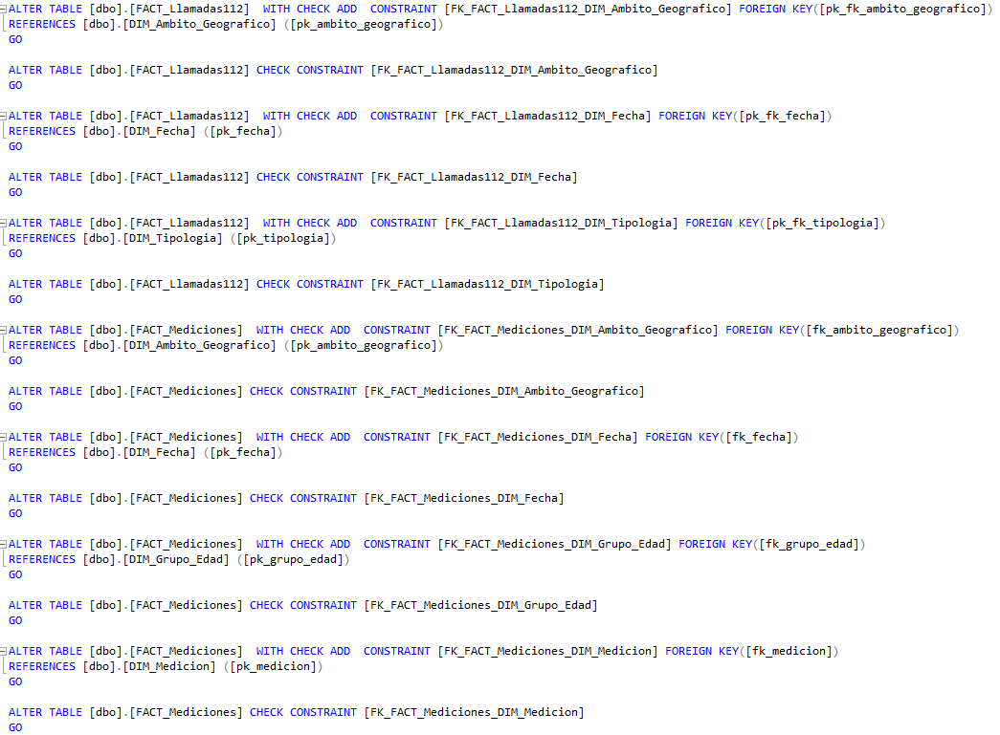 ALTER TABLE [dbo].[FACT_Llamadas112]  WITH CHECK ADD  CONSTRAINT [FK_FACT_Llamadas112_DIM_Ambito_Geografico] FOREIGN KEY([pk_fk_ambito_geografico])
REFERENCES [dbo].[DIM_Ambito_Geografico] ([pk_ambito_geografico])
GO
ALTER TABLE [dbo].[FACT_Llamadas112] CHECK CONSTRAINT [FK_FACT_Llamadas112_DIM_Ambito_Geografico]
GO
ALTER TABLE [dbo].[FACT_Llamadas112]  WITH CHECK ADD  CONSTRAINT [FK_FACT_Llamadas112_DIM_Fecha] FOREIGN KEY([pk_fk_fecha])
REFERENCES [dbo].[DIM_Fecha] ([pk_fecha])
GO
ALTER TABLE [dbo].[FACT_Llamadas112] CHECK CONSTRAINT [FK_FACT_Llamadas112_DIM_Fecha]
GO
ALTER TABLE [dbo].[FACT_Llamadas112]  WITH CHECK ADD  CONSTRAINT [FK_FACT_Llamadas112_DIM_Tipologia] FOREIGN KEY([pk_fk_tipologia])
REFERENCES [dbo].[DIM_Tipologia] ([pk_tipologia])
GO
ALTER TABLE [dbo].[FACT_Llamadas112] CHECK CONSTRAINT [FK_FACT_Llamadas112_DIM_Tipologia]
GO
ALTER TABLE [dbo].[FACT_Mediciones]  WITH CHECK ADD  CONSTRAINT [FK_FACT_Mediciones_DIM_Ambito_Geografico] FOREIGN KEY([fk_ambito_geografico])
REFERENCES [dbo].[DIM_Ambito_Geografico] ([pk_ambito_geografico])
GO
ALTER TABLE [dbo].[FACT_Mediciones] CHECK CONSTRAINT [FK_FACT_Mediciones_DIM_Ambito_Geografico]
GO
ALTER TABLE [dbo].[FACT_Mediciones]  WITH CHECK ADD  CONSTRAINT [FK_FACT_Mediciones_DIM_Fecha] FOREIGN KEY([fk_fecha])
REFERENCES [dbo].[DIM_Fecha] ([pk_fecha])
GO
ALTER TABLE [dbo].[FACT_Mediciones] CHECK CONSTRAINT [FK_FACT_Mediciones_DIM_Fecha]
GO
ALTER TABLE [dbo].[FACT_Mediciones]  WITH CHECK ADD  CONSTRAINT [FK_FACT_Mediciones_DIM_Grupo_Edad] FOREIGN KEY([fk_grupo_edad])
REFERENCES [dbo].[DIM_Grupo_Edad] ([pk_grupo_edad])
GO
ALTER TABLE [dbo].[FACT_Mediciones] CHECK CONSTRAINT [FK_FACT_Mediciones_DIM_Grupo_Edad]
GO
ALTER TABLE [dbo].[FACT_Mediciones]  WITH CHECK ADD  CONSTRAINT [FK_FACT_Mediciones_DIM_Medicion] FOREIGN KEY([fk_medicion])
REFERENCES [dbo].[DIM_Medicion] ([pk_medicion])
GO
ALTER TABLE [dbo].[FACT_Mediciones] CHECK CONSTRAINT [FK_FACT_Mediciones_DIM_Medicion]
GO